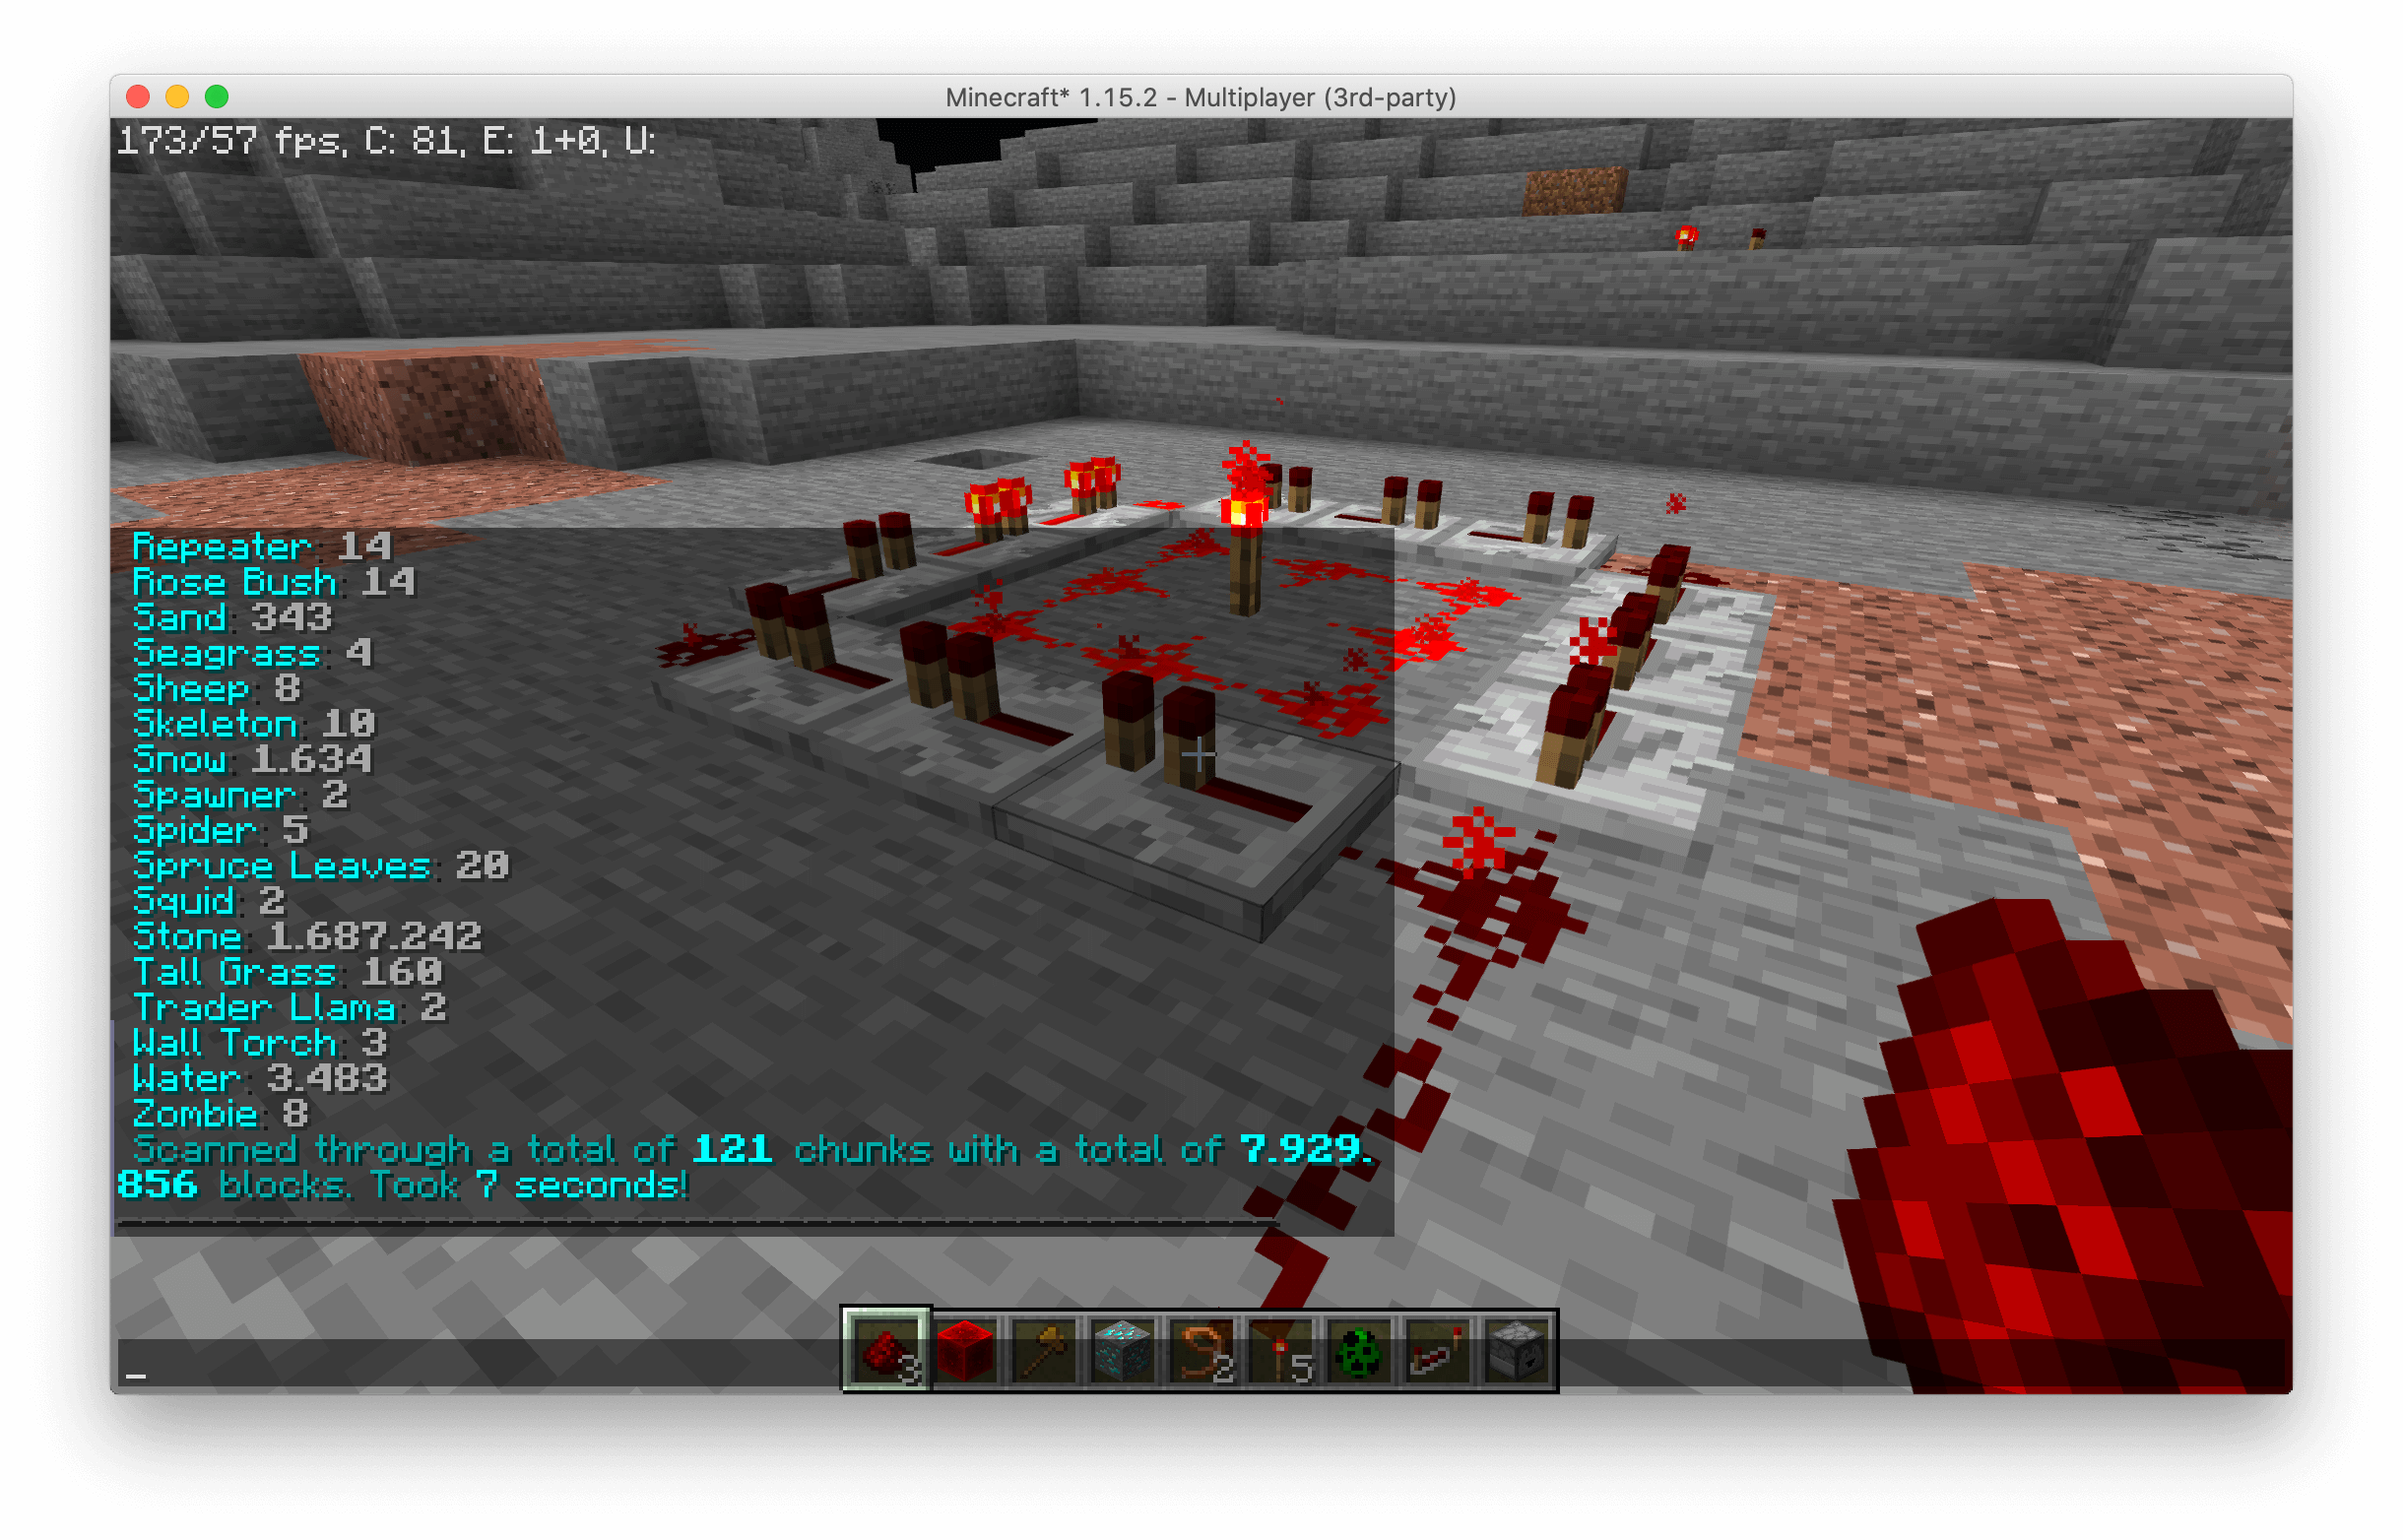 Minecraft* 1.15.2 - Multiplayer (3rd-party)
173/57 fps, C: 81, E: 1+0, U:
Repeater: 14
Rose Bush: 14
Sand: 343
Seagrass: 4
Sheep: 8
Skeleton: 10
Snow: 1.634
Spawner: 2
Spider: 5
Spruce Leaves: 20
Squid: 2
Stone: 1.687.242
Tall Grass: 160
Trader Llama: 2
Wall Torch: 3
Water: 3.483
Zombie: 8
Scanned through a total of 121 chunks with a total of 7.929.
856 blocks. Took 7 seconds!
_
3 2 5